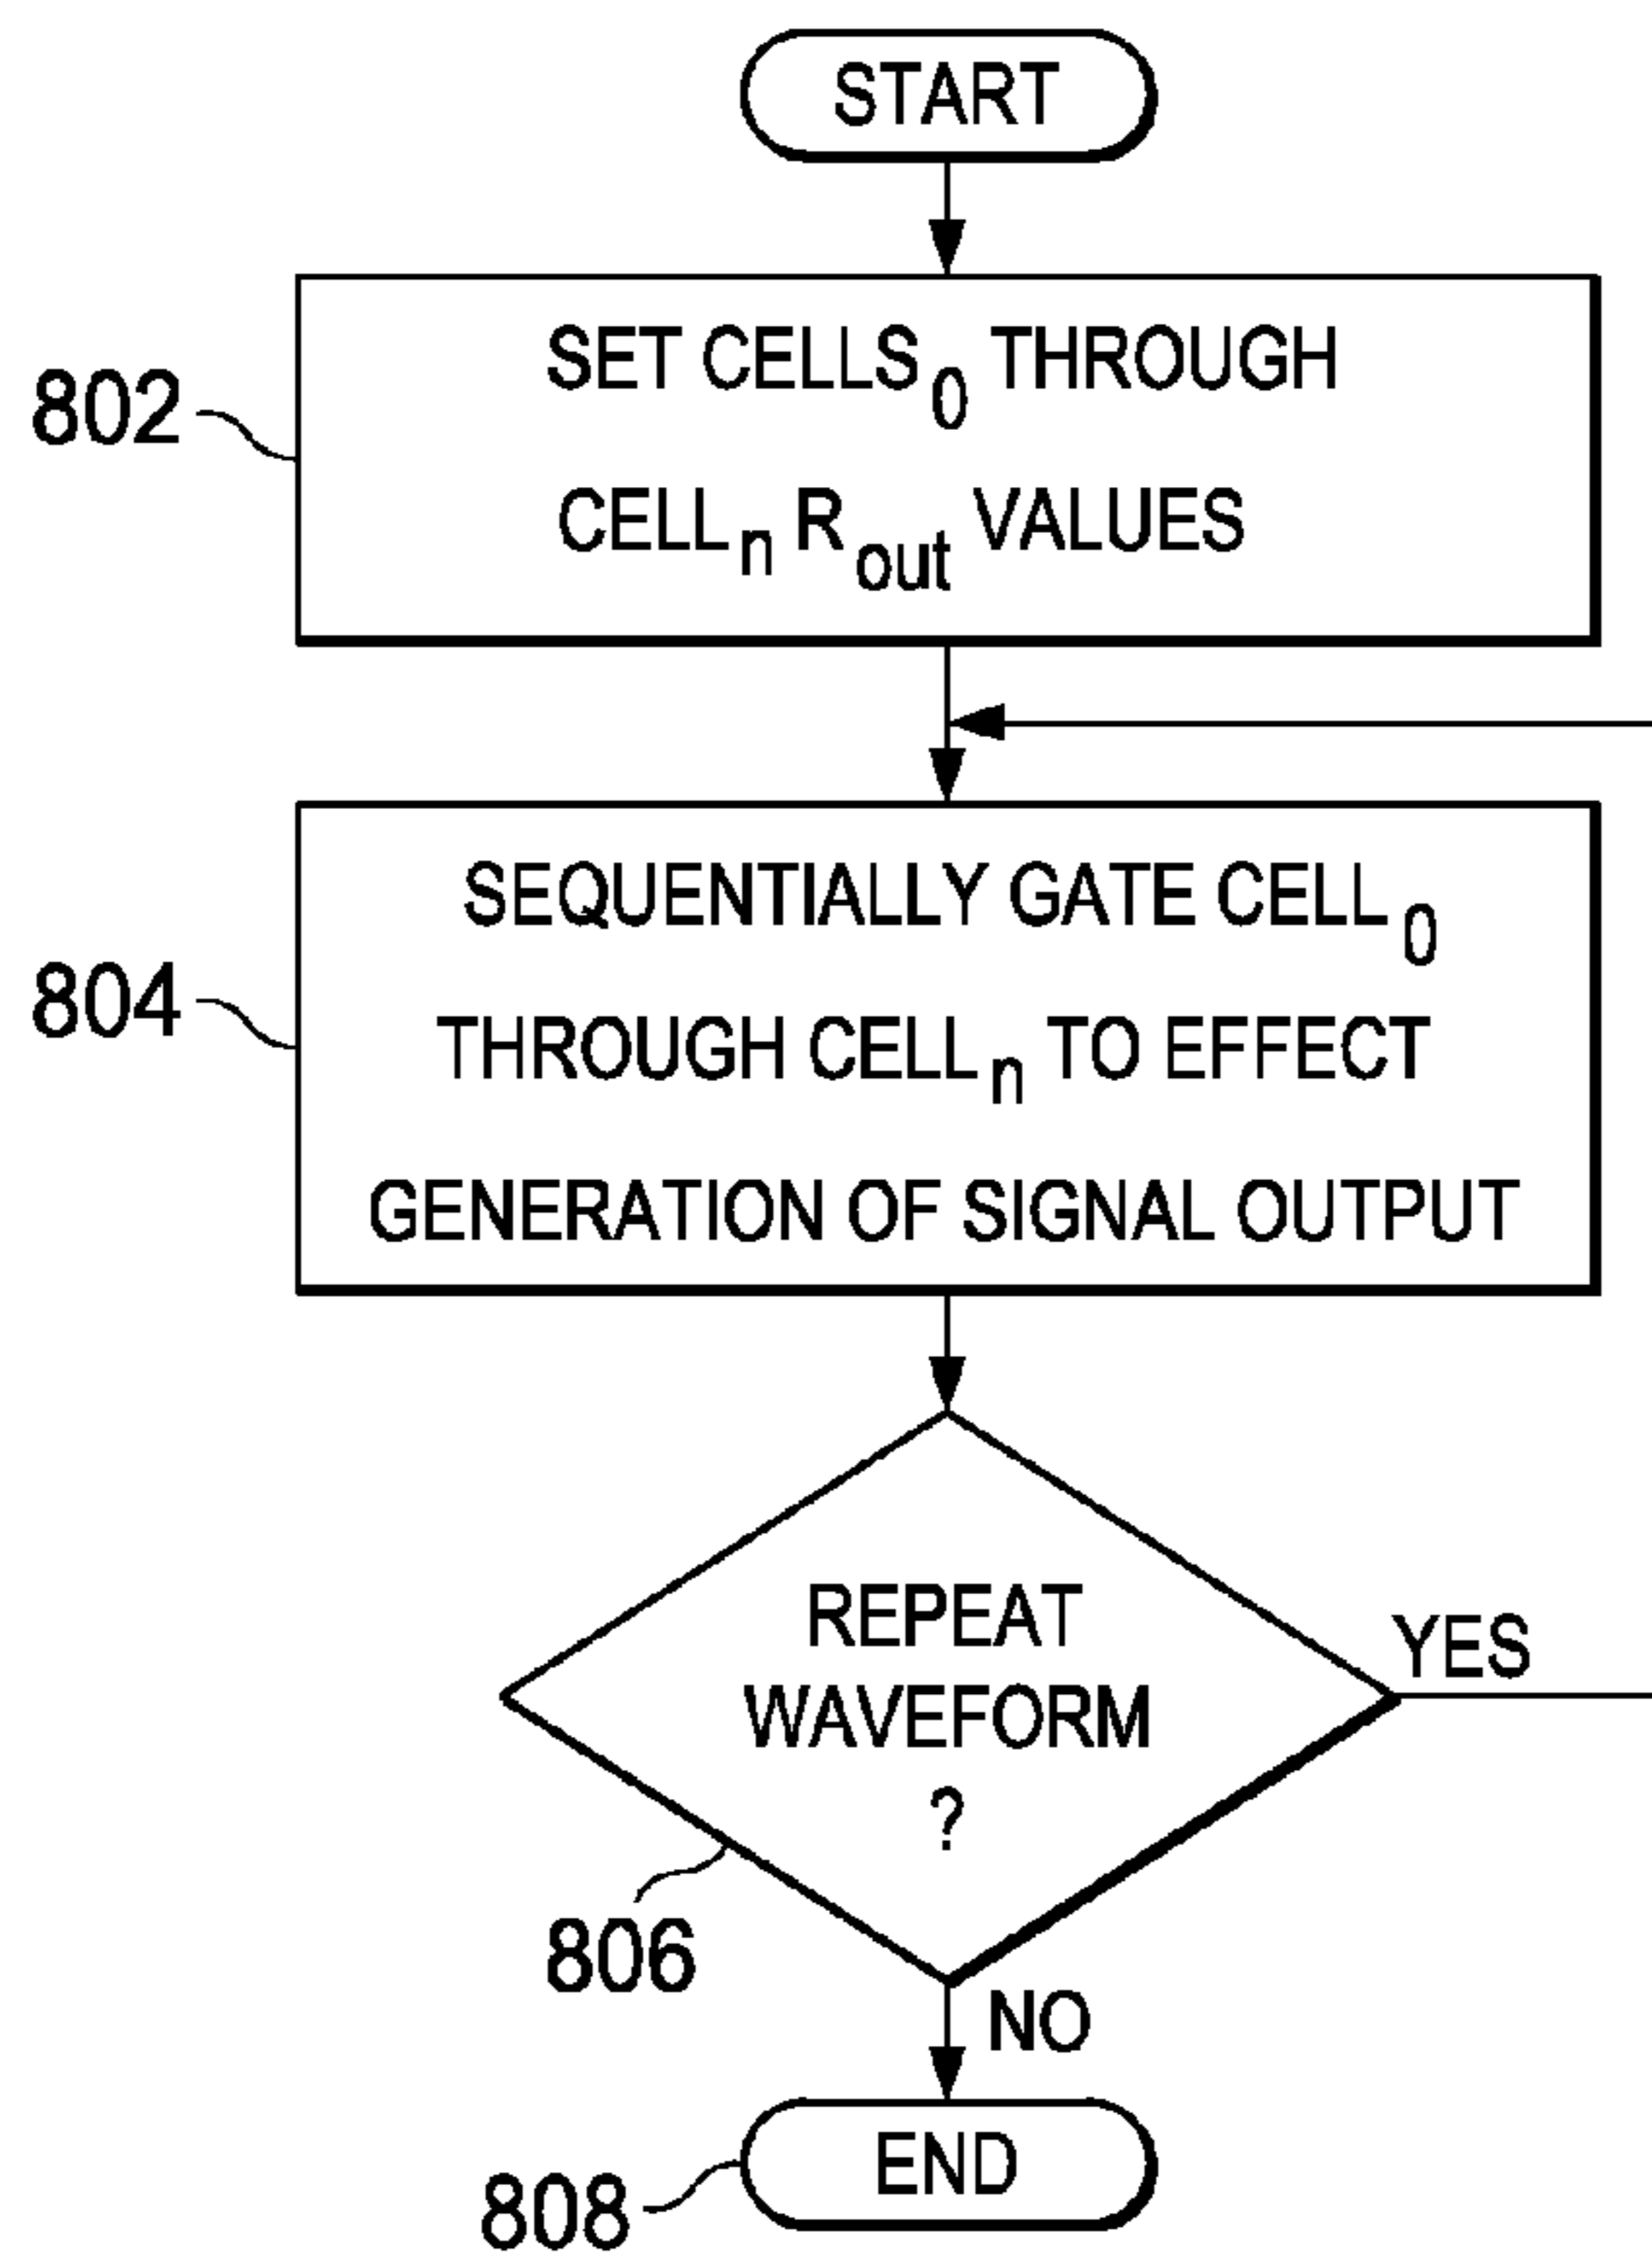 START
802
SET CELLS0 THROUGH
CELLn Rout VALUES
804
SEQUENTIALLY GATE CELL0
THROUGH CELLn TO EFFECT
GENERATION OF SIGNAL OUTPUT
REPEAT
WAVEFORM
?
YES
806
NO
END
808